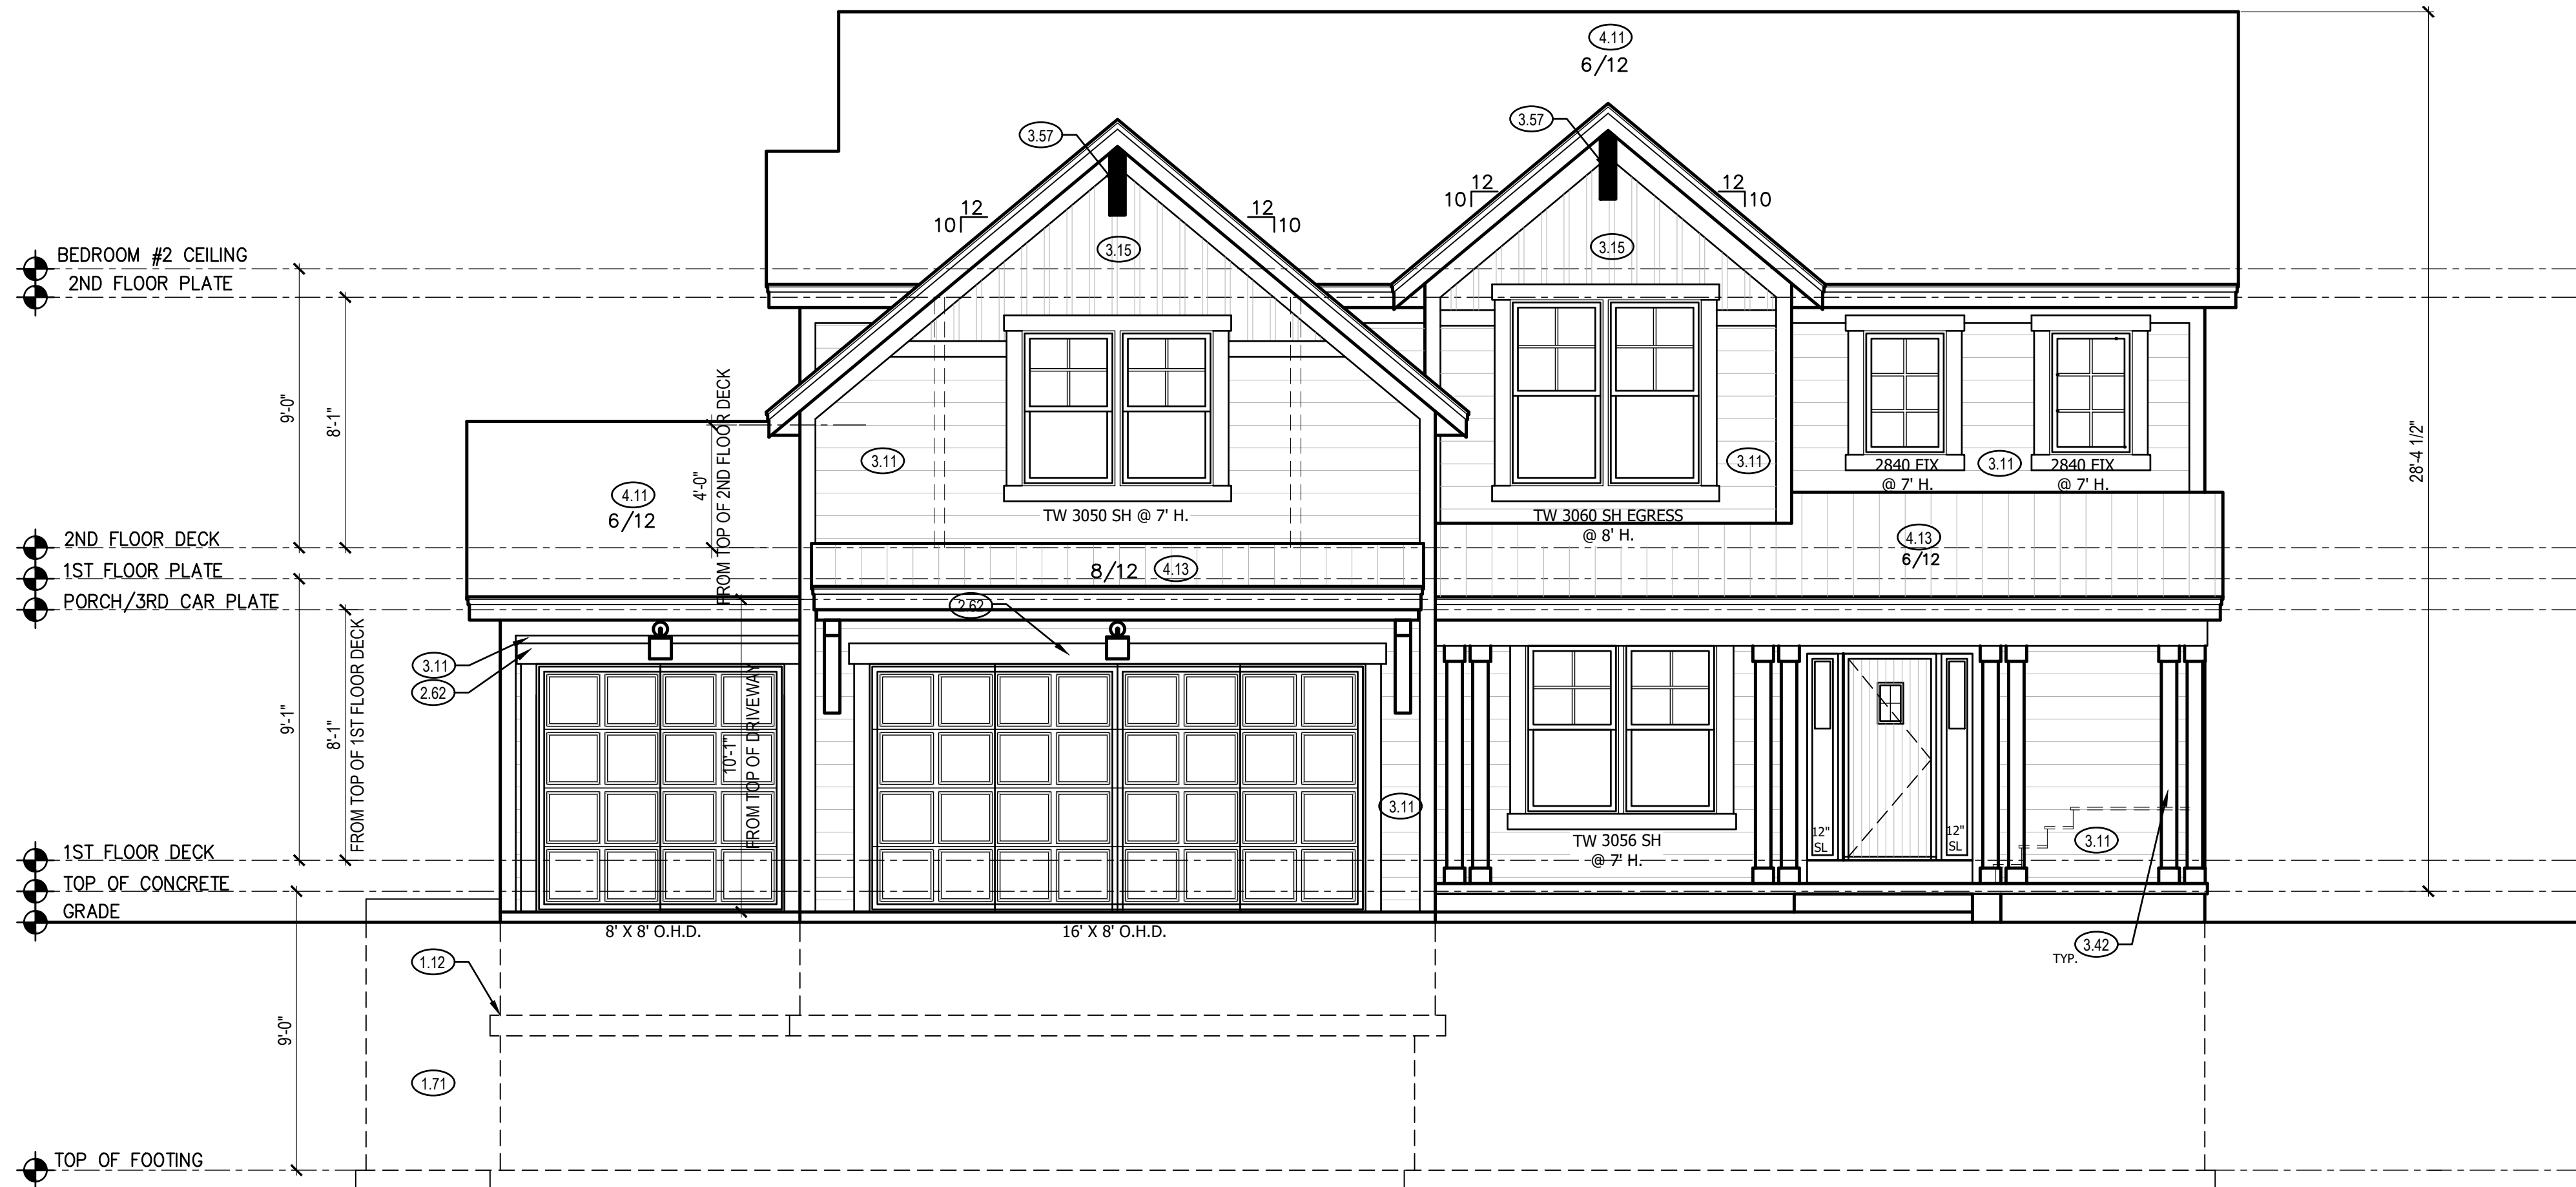 4.11
6/12
3.57
3.57
12
10
12
10
12
10
12
10
3.15
3.15
BEDROOM #2 CEILING
2ND FLOOR PLATE
9'-0"
8'-1"
4'-0"
FROM TOP OF 2ND FLOOR DECK
28'-4 1/2"
3.11
3.11
3.11
2840 FIX
@ 7' H.
2840 FIX
@ 7' H.
4.11
6/12
TW 3050 SH @ 7' H.
TW 3060 SH EGRESS
@ 8' H.
2ND FLOOR DECK
1ST FLOOR PLATE
PORCH/3RD CAR PLATE
8/12
4.13
4.13
6/12
2.62
3.11
2.62
9'-1"
8'-1"
FROM TOP OF 1ST FLOOR DECK
10'-1"
FROM TOP OF DRIVEWAY
3.11
TW 3056 SH
@ 7' H.
12"
SL
12"
SL
3.11
1ST FLOOR DECK
TOP OF CONCRETE
GRADE
8' X 8' O.H.D.
16' X 8' O.H.D.
3.42
TYP.
1.12
9'-0"
1.71
TOP OF FOOTING